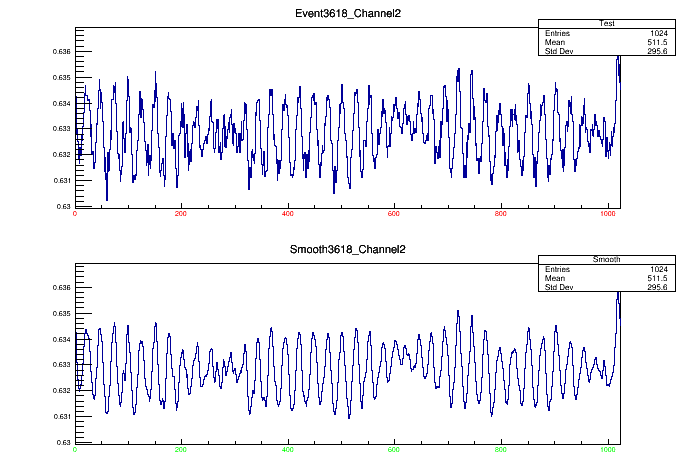 Event3618_Channel2
Test
Entries 1024
Mean 511.5
Std Dev 295.6
0.636
0.635
0.634
0.633
0.632
0.631
0.63
0 200 400 600 800 1000
Smooth3618_Channel2
Smooth
Entries 1024
Mean 511.5
Std Dev 295.6
0.636
0.635
0.634
0.633
0.632
0.631
0.63
0 200 400 600 800 1000